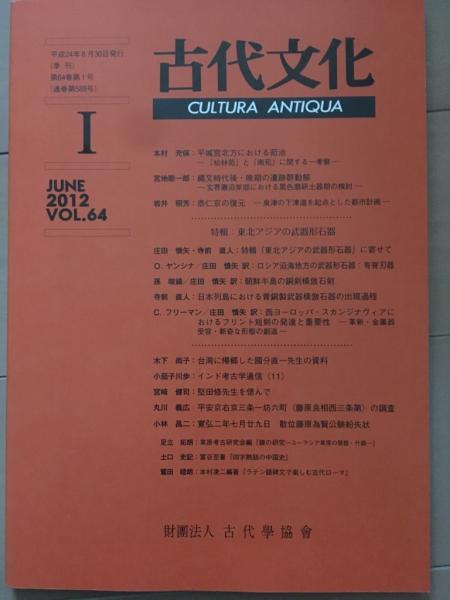 平成24年6月30日発行
(季 刊)
第64巻第1号
(通巻第589号)
古代文化
CULTURA ANTIQUA
I
JUNE
2012
VOL.64
本村 充保：平城宮北方における苑池
―「松林苑」と「南苑」に関する一考察―
宮地聡一郎：縄文時代後・晩期の遺跡群動態
―玄界灘沿岸部における黒色磨研土器期の検討―
岩井 照芳：恭仁京の復元 ―泉津の下津道を起点とした都市計画―
特輯：東北アジアの武器形石器
庄田 慎矢・寺前 直人：特輯「東北アジアの武器形石器」に寄せて
O. ヤンシナ／庄田 慎矢 訳：ロシア沿海地方の武器形石器：有脊刃器
孫 晙鎬／庄田 慎矢 訳：朝鮮半島の銅剣模倣石剣
寺前 直人：日本列島における青銅製武器模倣石器の出現過程
C. フリーマン／庄田 慎矢 訳：西ヨーロッパ・スカンジナヴィアに
おけるフリント短剣の発達と重要性 ―革新・金属器
受容・新奇な形態の創造―
木下 尚子：台湾に帰郷した國分直一先生の資料
小茄子川歩：インド考古学通信（11）
宮崎 健司：堅田修先生を偲んで
丸川 義広：平安京右京三条一坊六町（藤原良相西三条第）の調査
小林 昌二：寛弘二年七月廿九日 散位藤原為賢公験紛失状
足立 拓朗：草原考古研究会編『鍑の研究―ユーラシア草原の祭器・什器―』
土口 史記：冨谷至著『四字熟語の中国史』
鷲田 睦朗：本村凌二編著『ラテン語碑文で楽しむ古代ローマ』
財團法人 古代學協會